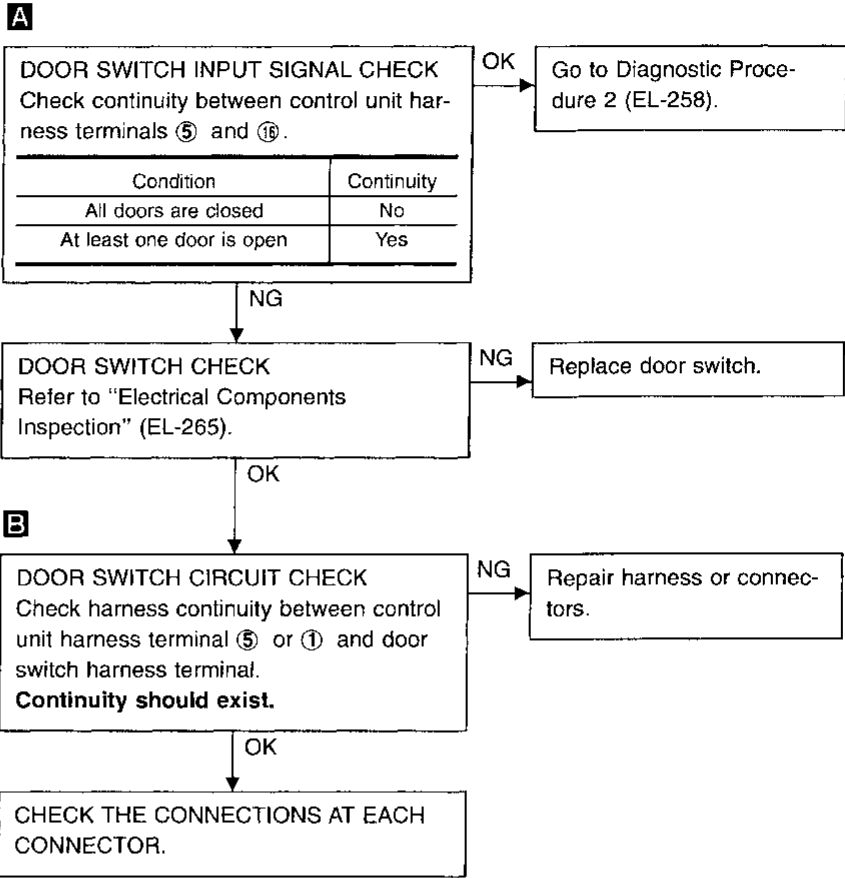 A
DOOR SWITCH INPUT SIGNAL CHECK
Check continuity between control unit har-
ness terminals ⑤ and ⑯.
Condition Continuity
All doors are closed No
At least one door is open Yes
OK
Go to Diagnostic Proce-
dure 2 (EL-258).
NG
DOOR SWITCH CHECK
Refer to “Electrical Components
Inspection” (EL-265).
NG
Replace door switch.
OK
B
DOOR SWITCH CIRCUIT CHECK
Check harness continuity between control
unit harness terminal ⑤ or ① and door
switch harness terminal.
Continuity should exist.
NG
Repair harness or connec-
tors.
OK
CHECK THE CONNECTIONS AT EACH
CONNECTOR.